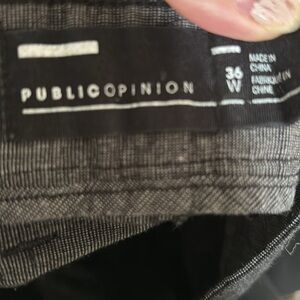 PUBLICOPINION
36
W
MADE IN
CHINA
FABRIQUÉ EN
CHINE